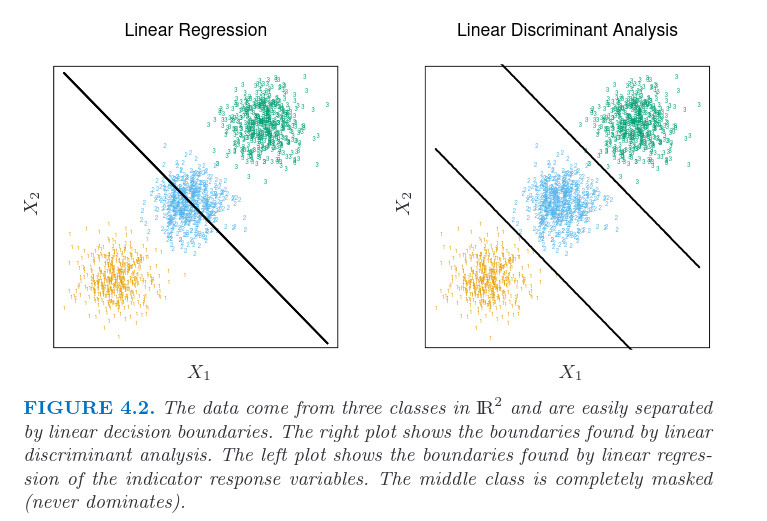 Linear Regression
Linear Discriminant Analysis
X2
X1
X2
X1
FIGURE 4.2. The data come from three classes in ℝ² and are easily separated
by linear decision boundaries. The right plot shows the boundaries found by linear
discriminant analysis. The left plot shows the boundaries found by linear regres-
sion of the indicator response variables. The middle class is completely masked
(never dominates).